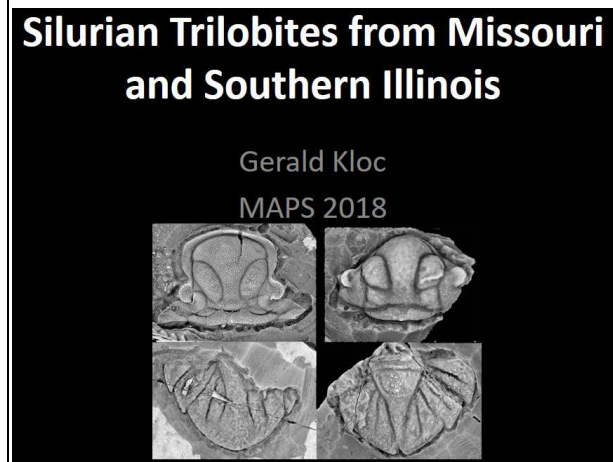 Silurian Trilobites from Missouri
and Southern Illinois
Gerald Kloc
MAPS 2018